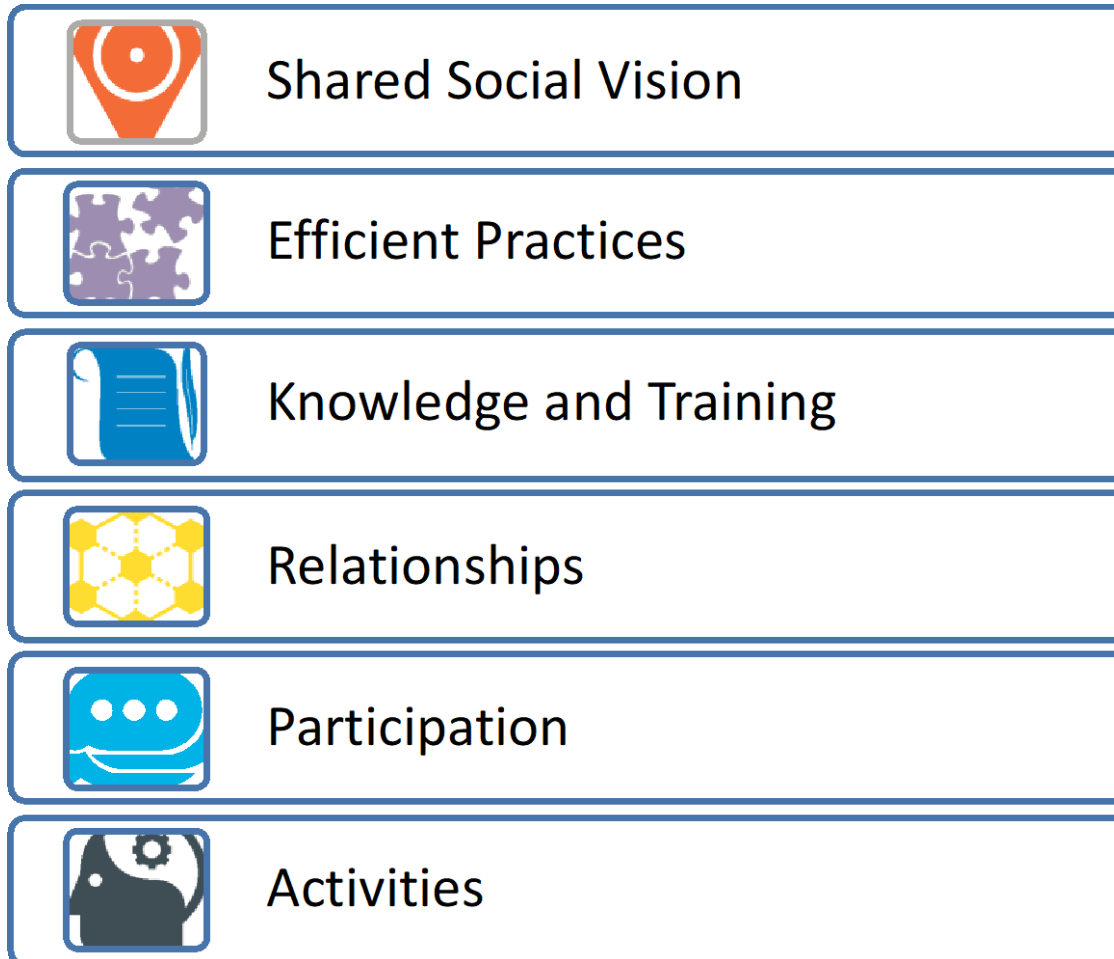 Shared Social Vision
Efficient Practices
Knowledge and Training
Relationships
Participation
Activities